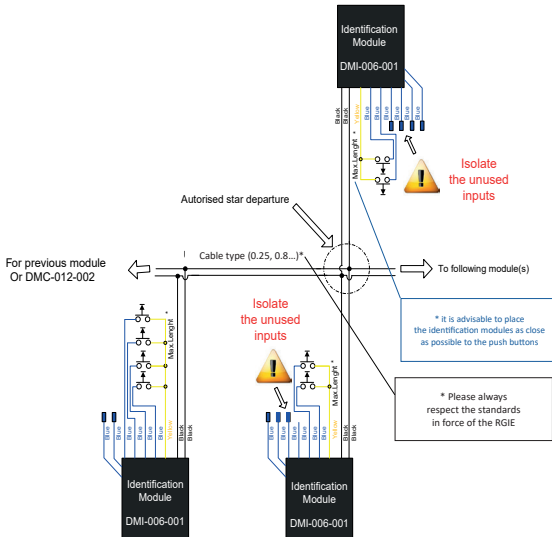 Identification
Module
DMI-006-001
Black
Black
Yellow
Blue
Blue
Blue
Blue
Blue
Blue
Max.Lenght *
Isolate
the unused
inputs
Autorised star departure
For previous module
Or DMC-012-002
Cable type (0.25, 0.8...)*
To following module(s)
* it is advisable to place
the identification modules as close
as possible to the push buttons
* Please always
respect the standards
in force of the RGIE
Isolate
the unused
inputs
Max.Lenght *
Blue
Blue
Blue
Blue
Blue
Blue
Yellow
Black
Black
Identification
Module
DMI-006-001
Max.Lenght *
Blue
Blue
Blue
Blue
Blue
Blue
Yellow
Black
Black
Identification
Module
DMI-006-001